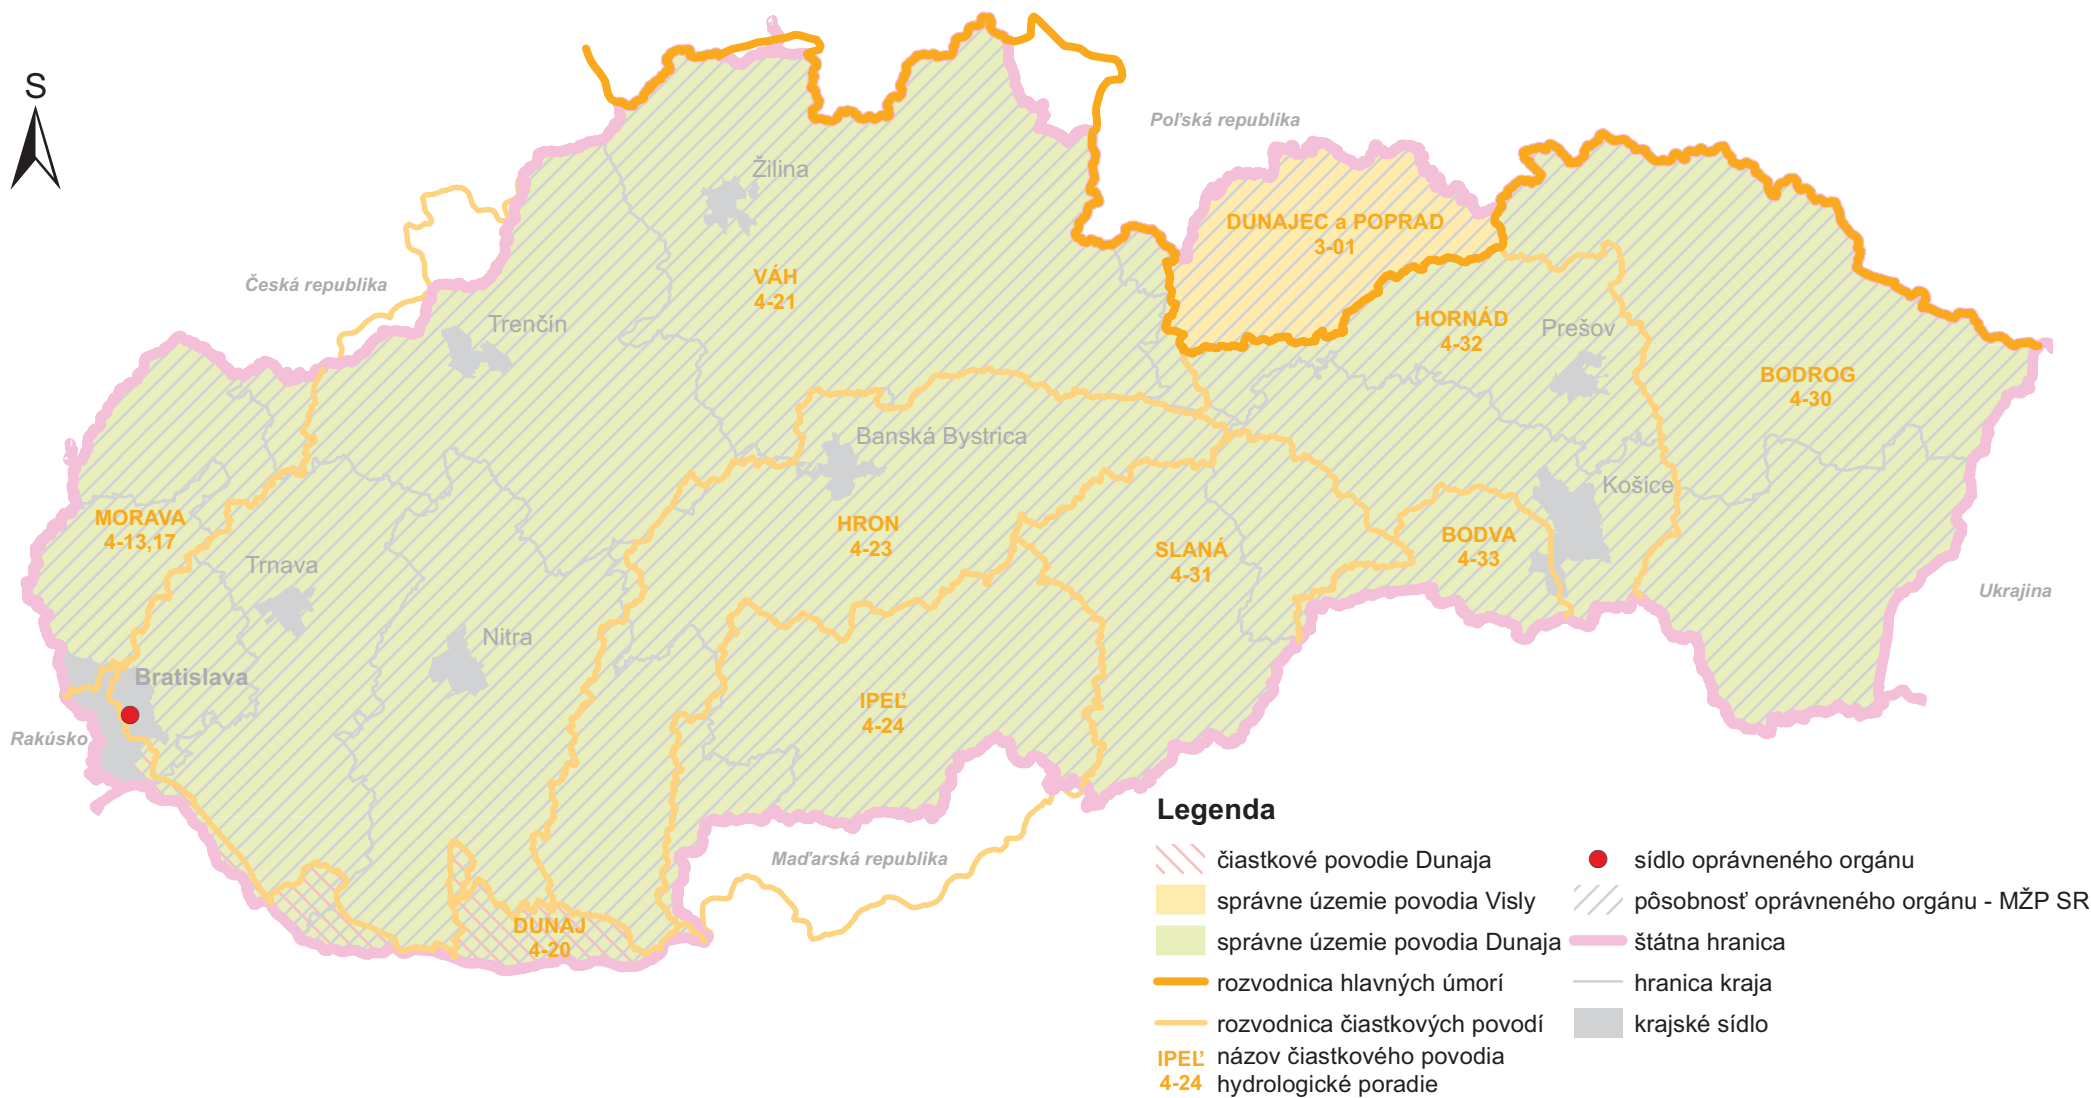 S
Poľská republika
Žilina
DUNAJEC a POPRAD
3-01
Česká republika
VÁH
4-21
Trenčín
HORNÁD
4-32
Prešov
BODROG
4-30
Banská Bystrica
Košice
MORAVA
4-13,17
HRON
4-23
SLANÁ
4-31
BODVA
4-33
Trnava
Ukrajina
Nitra
Bratislava
IPEĽ
4-24
Rakúsko
Maďarská republika
DUNAJ
4-20
Legenda
čiastkové povodie Dunaja
správne územie povodia Visly
správne územie povodia Dunaja
rozvodnica hlavných úmorí
rozvodnica čiastkových povodí
IPEĽ názov čiastkového povodia
4-24 hydrologické poradie
sídlo oprávneného orgánu
pôsobnosť oprávneného orgánu - MŽP SR
štátna hranica
hranica kraja
krajské sídlo